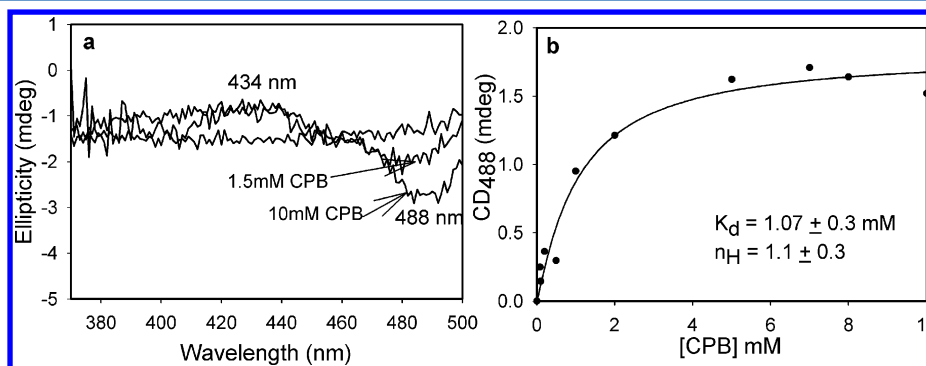 a
434 nm
1.5mM CPB
10mM CPB
488 nm
1
0
-1
-2
-3
-4
-5
380 400 420 440 460 480 500
Ellipticity (mdeg)
Wavelength (nm)
b
2.0
1.5
1.0
0.5
0.0
0 2 4 6 8 1
CD488 (mdeg)
[CPB] mM
Kd = 1.07 ± 0.3 mM
nH = 1.1 ± 0.3